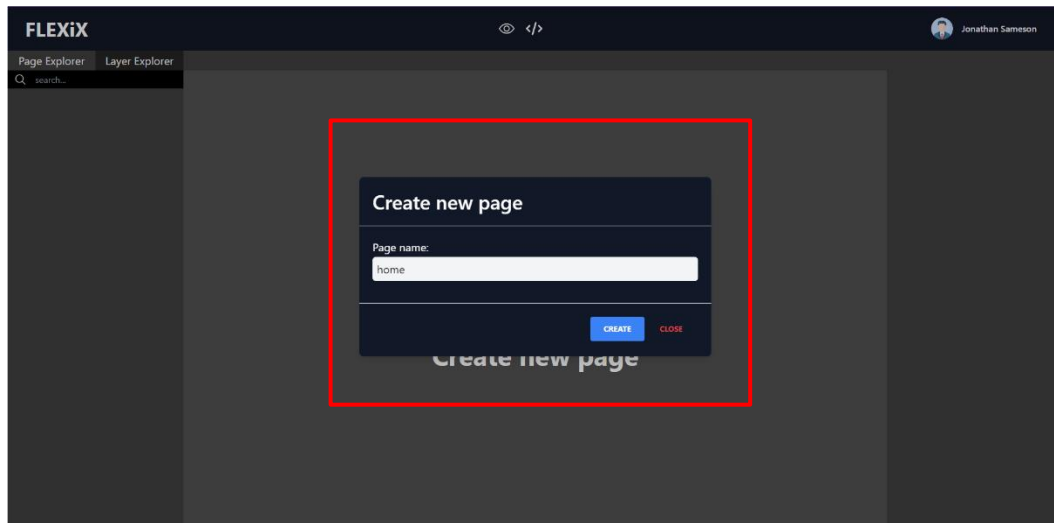 FLEXiX
</>
Jonathan Sameson
Page Explorer Layer Explorer
search...
Create new page
Page name:
home
CREATE CLOSE
Create new page